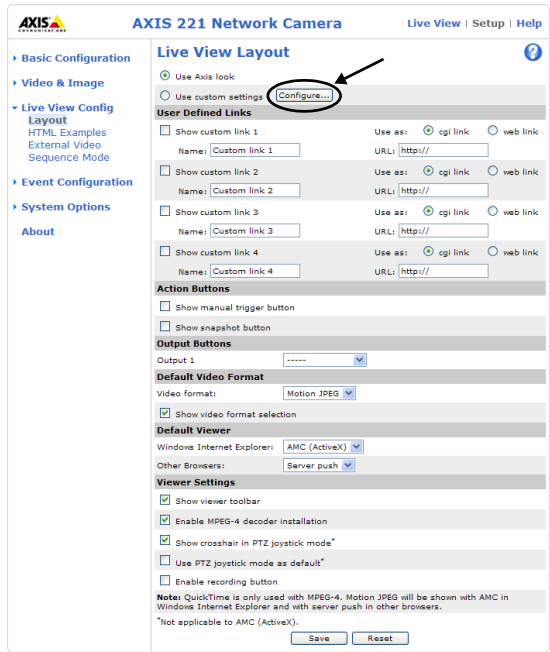 AXIS
COMMUNICATIONS
AXIS 221 Network Camera
Live View | Setup | Help
Basic Configuration
Video & Image
Live View Config
Layout
HTML Examples
External Video
Sequence Mode
Event Configuration
System Options
About
Live View Layout
?
Use Axis look
Use custom settings Configure...
User Defined Links
Show custom link 1 Use as: cgi link web link
Name: Custom link 1 URL: http://
Show custom link 2 Use as: cgi link web link
Name: Custom link 2 URL: http://
Show custom link 3 Use as: cgi link web link
Name: Custom link 3 URL: http://
Show custom link 4 Use as: cgi link web link
Name: Custom link 4 URL: http://
Action Buttons
Show manual trigger button
Show snapshot button
Output Buttons
Output 1 -----
Default Video Format
Video format: Motion JPEG
Show video format selection
Default Viewer
Windows Internet Explorer: AMC (ActiveX)
Other Browsers: Server push
Viewer Settings
Show viewer toolbar
Enable MPEG-4 decoder installation
Show crosshair in PTZ joystick mode*
Use PTZ joystick mode as default*
Enable recording button
Note: QuickTime is only used with MPEG-4. Motion JPEG will be shown with AMC in
Windows Internet Explorer and with server push in other browsers.
*Not applicable to AMC (ActiveX).
Save Reset